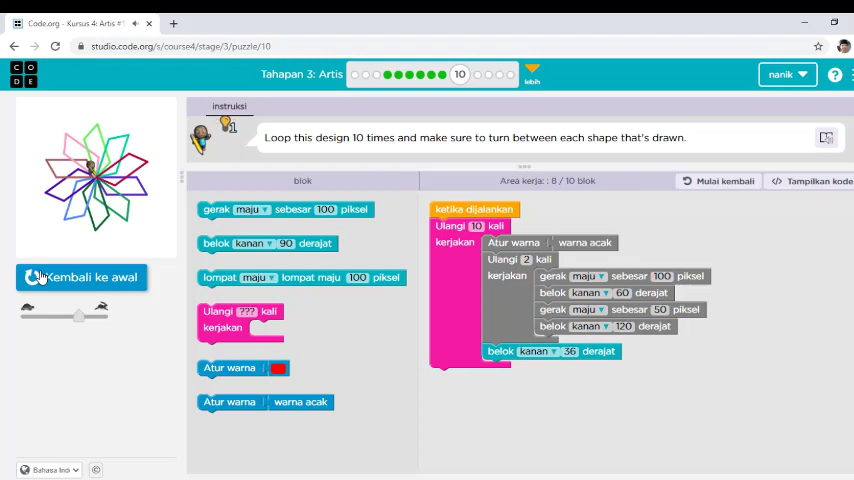 Code.org - Kursus 4: Artis #1
studio.code.org/s/course4/stage/3/puzzle/10
C O
D E
Tahapan 3: Artis
10
lebih
nanik
?
instruksi
1
Loop this design 10 times and make sure to turn between each shape that's drawn.
blok
Area kerja: : 8 / 10 blok
Mulai kembali
</> Tampilkan kode
gerak maju sebesar 100 piksel
belok kanan 90 derajat
lompat maju lompat maju 100 piksel
Ulangi ??? kali
kerjakan
Atur warna
Atur warna warna acak
ketika dijalankan
Ulangi 10 kali
kerjakan
Atur warna warna acak
Ulangi 2 kali
kerjakan
gerak maju sebesar 100 piksel
belok kanan 60 derajat
gerak maju sebesar 50 piksel
belok kanan 120 derajat
belok kanan 36 derajat
Kembali ke awal
Bahasa Ind
©